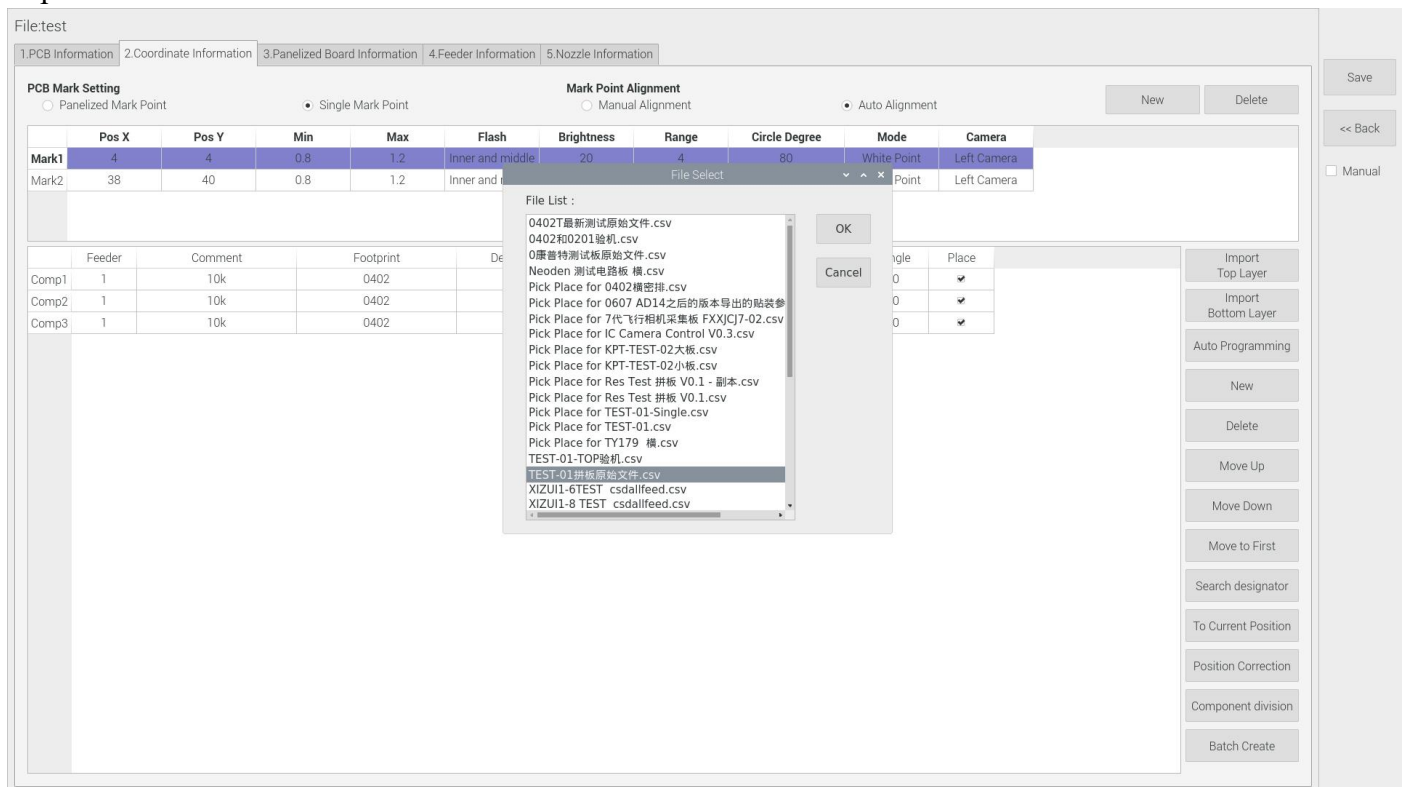 File:test
1.PCB Information 2.Coordinate Information 3.Panelized Board Information 4.Feeder Information 5.Nozzle Information
Save
PCB Mark Setting Mark Point Alignment
Panelized Mark Point Single Mark Point Manual Alignment Auto Alignment New Delete
<< Back
Pos X Pos Y Min Max Flash Brightness Range Circle Degree Mode Camera
Mark1 4 4 0.8 1.2 Inner and middle 20 4 80 White Point Left Camera
Manual
Mark2 38 40 0.8 1.2 Inner and Point Left Camera
File Select
File List :
0402T最新测试原始文件.csv
OK
0402和0201验机.csv
0康普特测试板原始文件.csv
Neoden 测试电路板 横.csv
Cancel
Pick Place for 0402横密排.csv
Pick Place for 0607 AD14之后的版本导出的贴装参
Pick Place for 7代飞行相机采集板 FXXJCJ7-02.csv
Pick Place for IC Camera Control V0.3.csv
Pick Place for KPT-TEST-02大板.csv
Pick Place for KPT-TEST-02小板.csv
Pick Place for Res Test 拼板 V0.1 - 副本.csv
Pick Place for Res Test 拼板 V0.1.csv
Pick Place for TEST-01-Single.csv
Pick Place for TEST-01.csv
Pick Place for TY179 横.csv
TEST-01-TOP验机.csv
TEST-01拼板原始文件.csv
XIZUI1-6TEST csdallfeed.csv
XIZUI1-8 TEST csdallfeed.csv
Feeder Comment Footprint De ngle Place
Comp1 1 10k 0402 0
Comp2 1 10k 0402 0
Comp3 1 10k 0402 0
Import
Top Layer
Import
Bottom Layer
Auto Programming
New
Delete
Move Up
Move Down
Move to First
Search designator
To Current Position
Position Correction
Component division
Batch Create